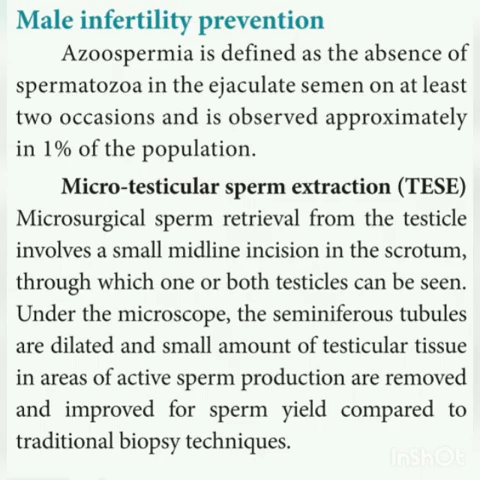 Male infertility prevention
Azoospermia is defined as the absence of
spermatozoa in the ejaculate semen on at least
two occasions and is observed approximately
in 1% of the population.
Micro-testicular sperm extraction (TESE)
Microsurgical sperm retrieval from the testicle
involves a small midline incision in the scrotum,
through which one or both testicles can be seen.
Under the microscope, the seminiferous tubules
are dilated and small amount of testicular tissue
in areas of active sperm production are removed
and improved for sperm yield compared to
traditional biopsy techniques.
InShOt